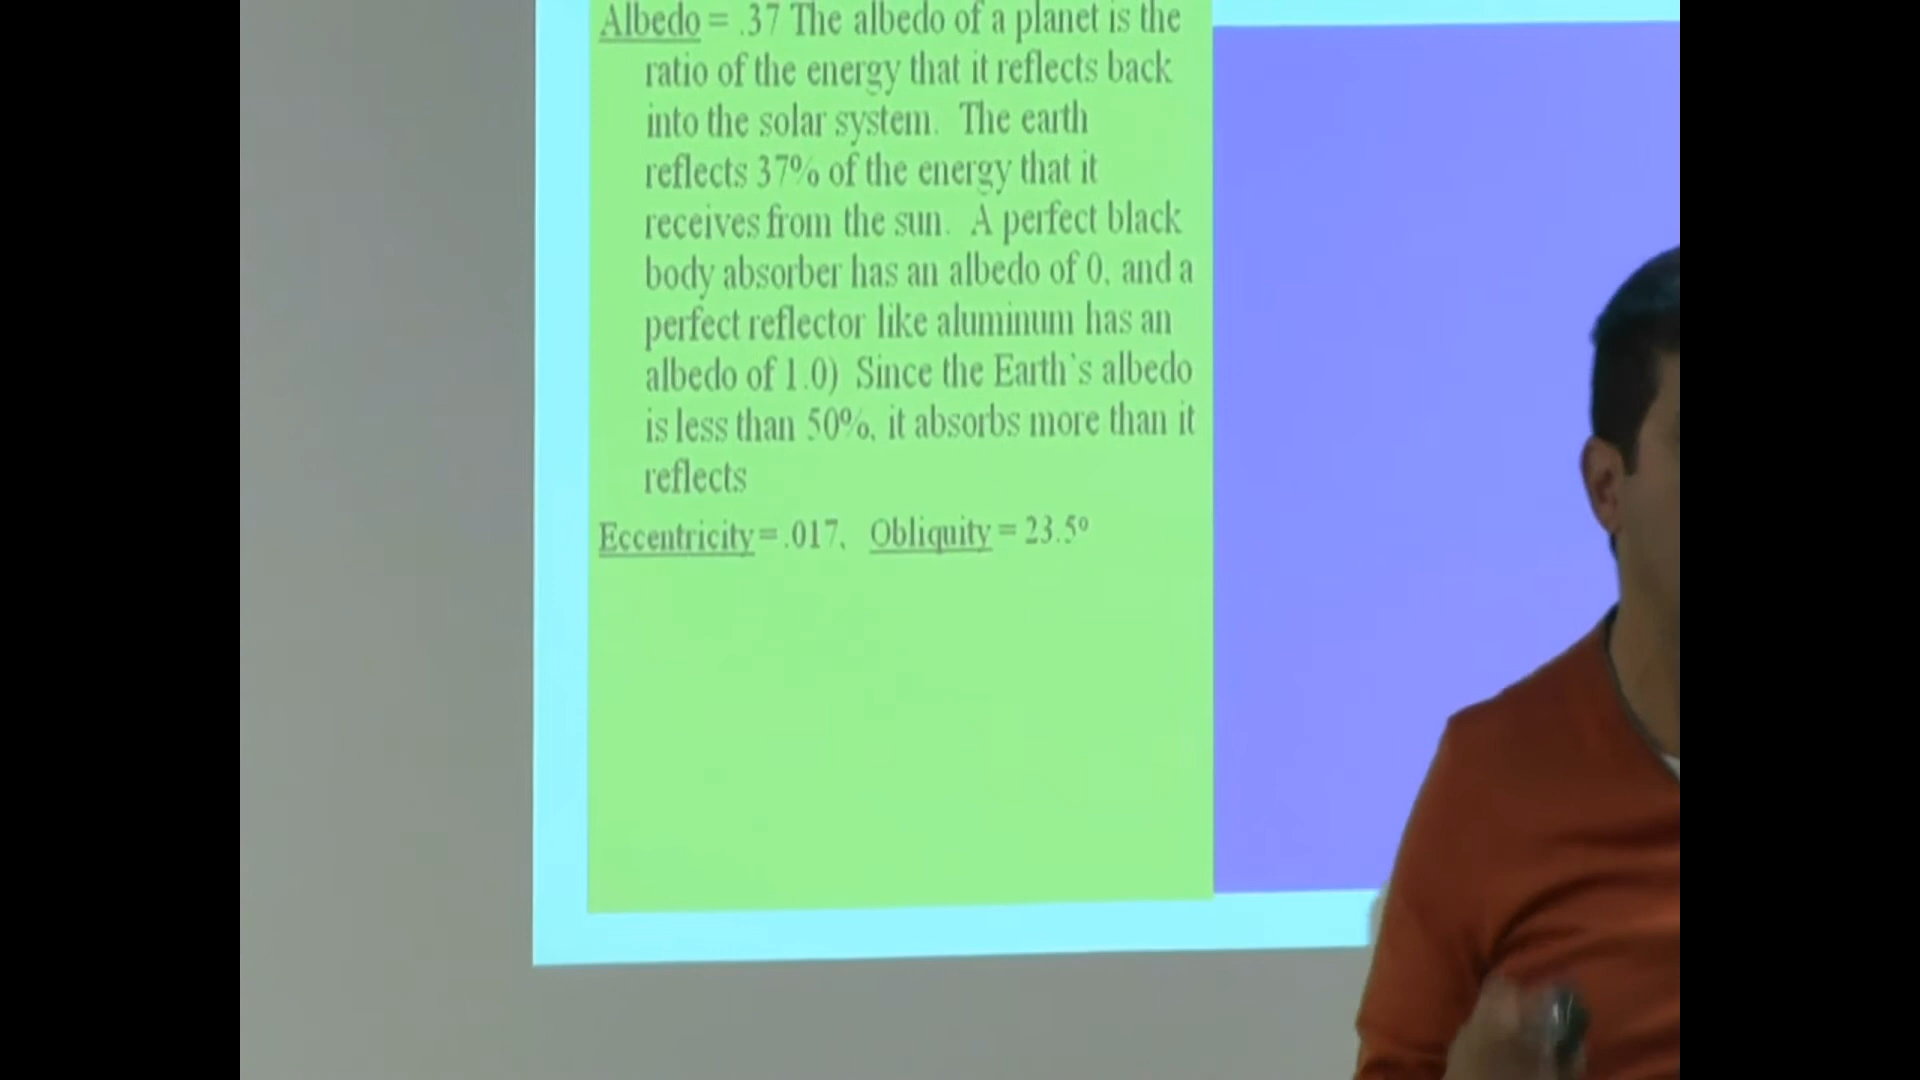 Albedo = .37 The albedo of a planet is the
ratio of the energy that it reflects back
into the solar system. The earth
reflects 37% of the energy that it
receives from the sun. A perfect black
body absorber has an albedo of 0, and a
perfect reflector like aluminum has an
albedo of 1.0) Since the Earth's albedo
is less than 50%, it absorbs more than it
reflects
Eccentricity = .017, Obliquity = 23.5º